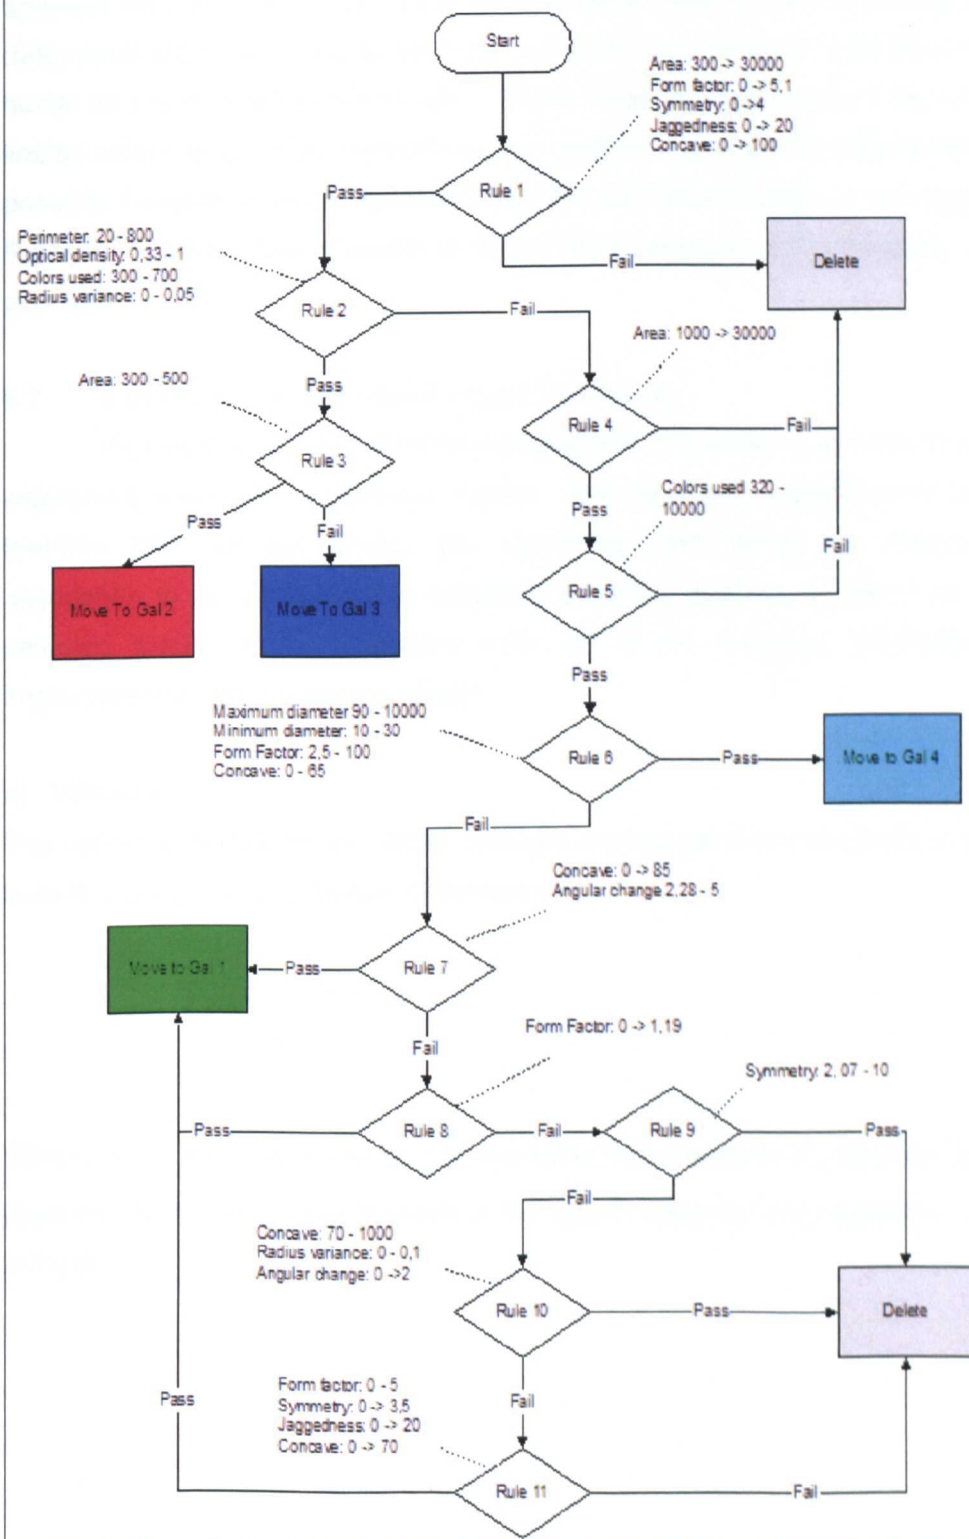 Start
Area: 300 -> 30000
Form factor: 0 -> 5,1
Symmetry: 0 ->4
Jaggedness: 0 -> 20
Concave: 0 -> 100
Rule 1
Pass
Fail
Delete
Perimeter: 20 - 800
Optical density: 0,33 - 1
Colors used: 300 - 700
Radius variance: 0 - 0,05
Rule 2
Fail
Pass
Area: 1000 -> 30000
Area: 300 - 500
Rule 4
Fail
Rule 3
Pass
Colors used 320 -
10000
Pass
Fail
Fail
Move To Gal 2
Move To Gal 3
Rule 5
Pass
Maximum diameter 90 - 10000
Minimum diameter: 10 - 30
Form Factor: 2,5 - 100
Concave: 0 - 65
Rule 6
Pass
Move to Gal 4
Fail
Concave: 0 -> 85
Angular change 2,28 - 5
Move to Gal 1
Pass
Rule 7
Fail
Form Factor: 0 -> 1,19
Symmetry: 2, 07 - 10
Pass
Rule 8
Fail
Rule 9
Pass
Fail
Concave: 70 - 1000
Radius variance: 0 - 0,1
Angular change: 0 ->2
Rule 10
Pass
Delete
Form factor: 0 - 5
Symmetry: 0 -> 3,5
Jaggedness: 0 -> 20
Concave: 0 -> 70
Pass
Fail
Rule 11
Fail